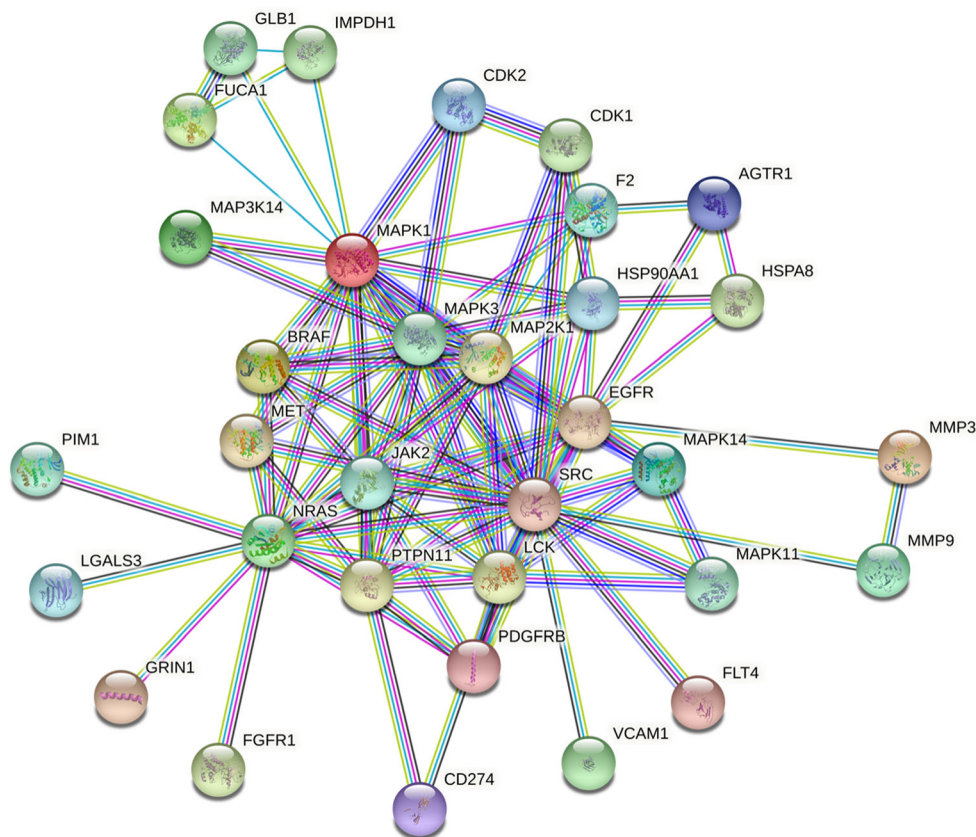 GLB1
IMPDH1
FUCA1
CDK2
CDK1
F2
AGTR1
MAP3K14
MAPK1
HSP90AA1
HSPA8
MAPK3
MAP2K1
BRAF
EGFR
MET
MAPK14
MMP3
PIM1
JAK2
SRC
NRAS
LCK
PTPN11
MAPK11
MMP9
LGALS3
PDGFRB
GRIN1
FLT4
FGFR1
VCAM1
CD274